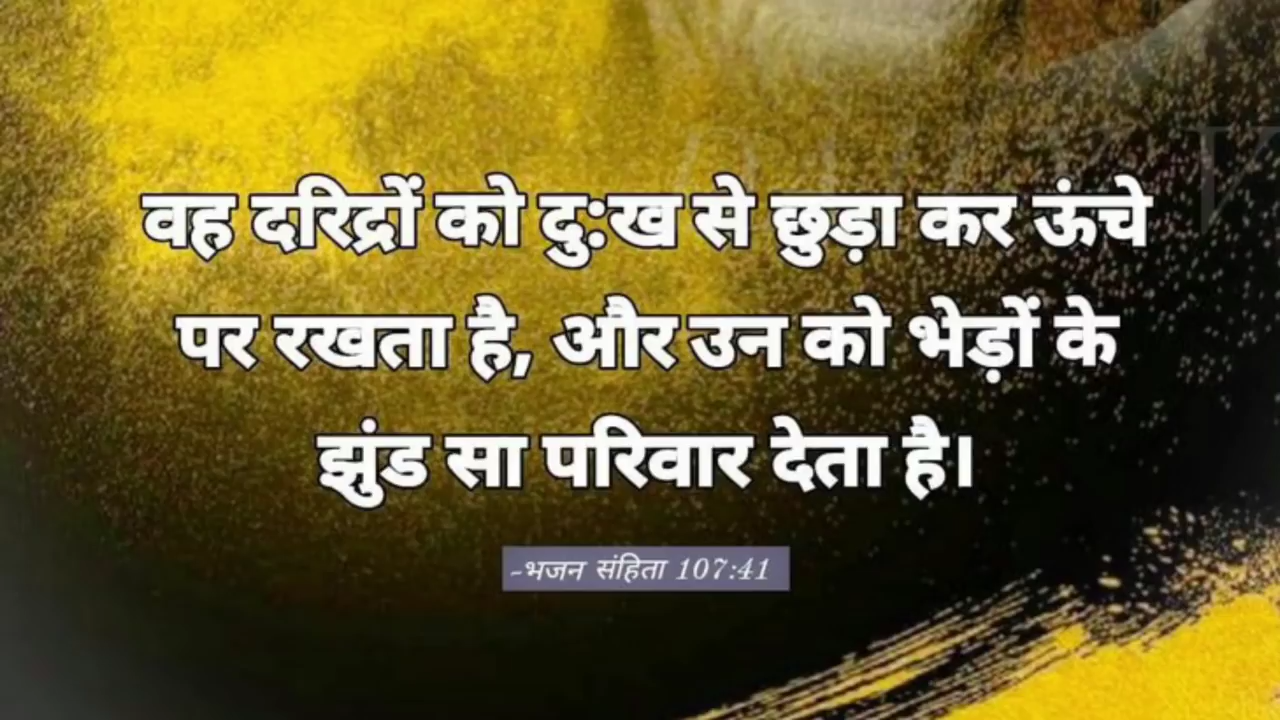 वह दरिद्रों को दु:ख से छुड़ा कर ऊंचे
पर रखता है, और उन को भेड़ों के
झुंड सा परिवार देता है।
-भजन संहिता 107:41